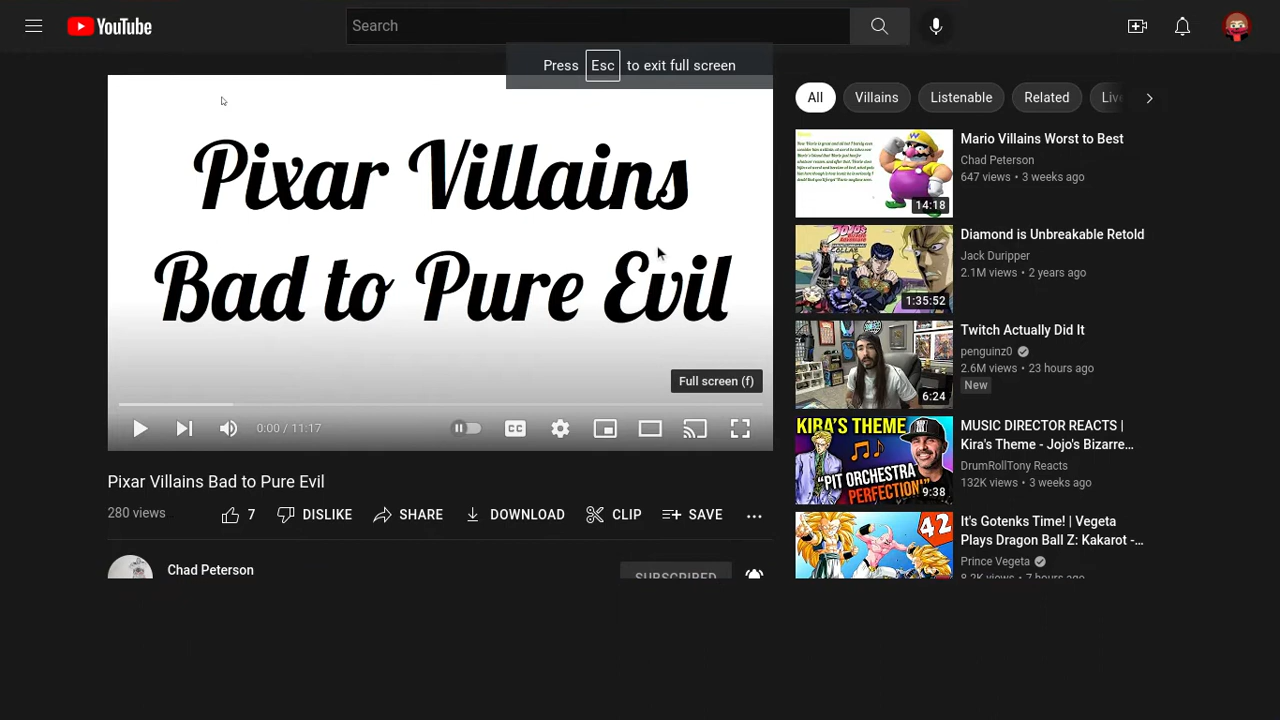 YouTube
Search
Press Esc to exit full screen
Pixar Villains
Bad to Pure Evil
Full screen (f)
0:00 / 11:17
CC
Pixar Villains Bad to Pure Evil
280 views
7
DISLIKE
SHARE
DOWNLOAD
CLIP
SAVE
Chad Peterson
SUBSCRIBED
All
Villains
Listenable
Related
14:18
Mario Villains Worst to Best
Chad Peterson
647 views • 3 weeks ago
1:35:52
Diamond is Unbreakable Retold
Jack Duripper
2.1M views • 2 years ago
6:24
Twitch Actually Did It
penguinz0
2.6M views • 23 hours ago
New
KIRA'S THEME
"PIT ORCHESTRA
PERFECTION"
9:38
MUSIC DIRECTOR REACTS |
Kira's Theme - Jojo's Bizarre…
DrumRollTony Reacts
132K views • 3 weeks ago
42
It's Gotenks Time! | Vegeta
Plays Dragon Ball Z: Kakarot -…
Prince Vegeta
8.2K views • 7 hours ago